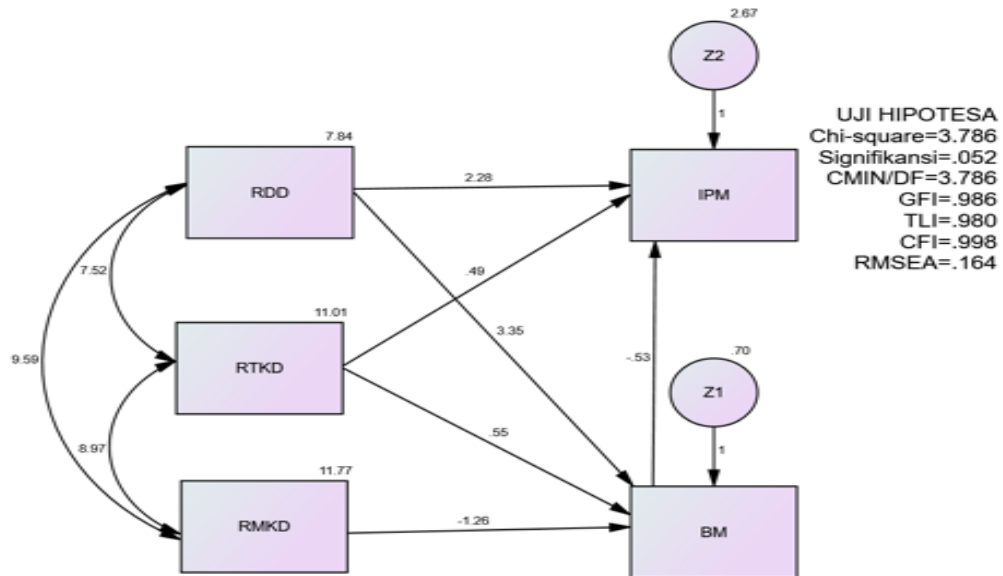 2.67
Z2
1
UJI HIPOTESA
Chi-square=3.786
Signifikansi=.052
CMIN/DF=3.786
GFI=.986
TLI=.980
CFI=.998
RMSEA=.164
7.84
RDD
2.28
IPM
7.52
.49
11.01
3.35
9.59
RTKD
-.53
.70
Z1
.55
8.97
1
11.77
RMKD
-1.26
BM